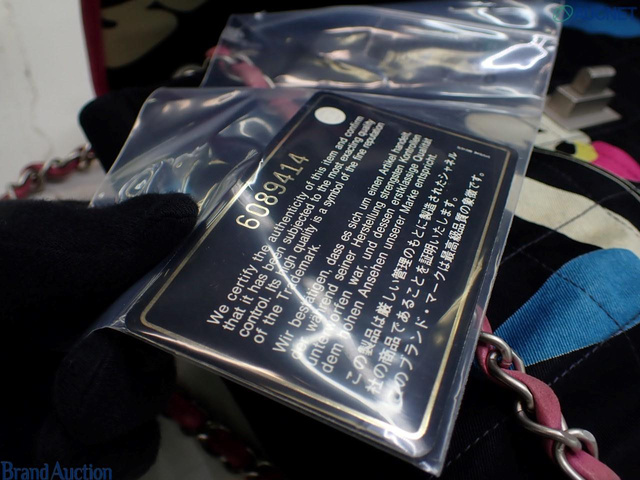 6089414
We certify the authenticity of this item and confirm
that it has been subjected to the most exacting quality
control. Its high quality is a symbol of the fine reputation
of the Trademark.
Wir bestätigen, dass es sich um einen Artikel handelt,
der während seiner Herstellung strengsten Kontrollen
unterworfen war, und dessen erstklassige Qualität
dem hohen Ansehen unserer Marke entspricht.
この製品は厳しい管理のもとに製造されたシャネル
社の商品であることを証明いたします。
このブランド・マークは最高級品質の象徴です。
Brand Auction